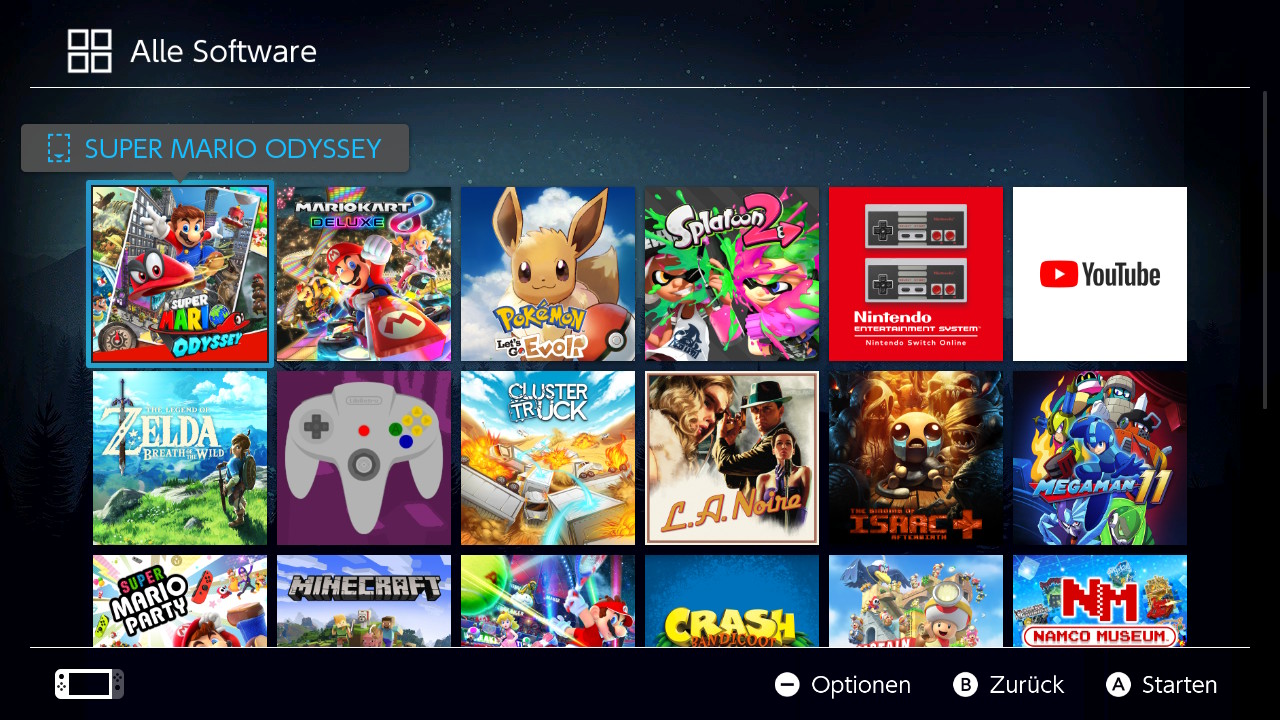 Alle Software
SUPER MARIO ODYSSEY
SUPER
MARIO
ODYSSEY
MARIOKART 8
DELUXE
Pokémon
Let's Go Evoli
Splatoon 2
Nintendo
ENTERTAINMENT SYSTEM™
Nintendo Switch Online
YouTube
THE LEGEND OF
ZELDA
BREATH OF THE WILD
CLUSTER
TRUCK
L.A. Noire
THE BINDING OF
ISAAC
AFTERBIRTH +
MEGAMAN 11
SUPER
MARIO
PARTY
MINECRAFT
CRASH
BANDICOOT
CAPTAIN
NM
NAMCO MUSEUM
Optionen
B Zurück
A Starten